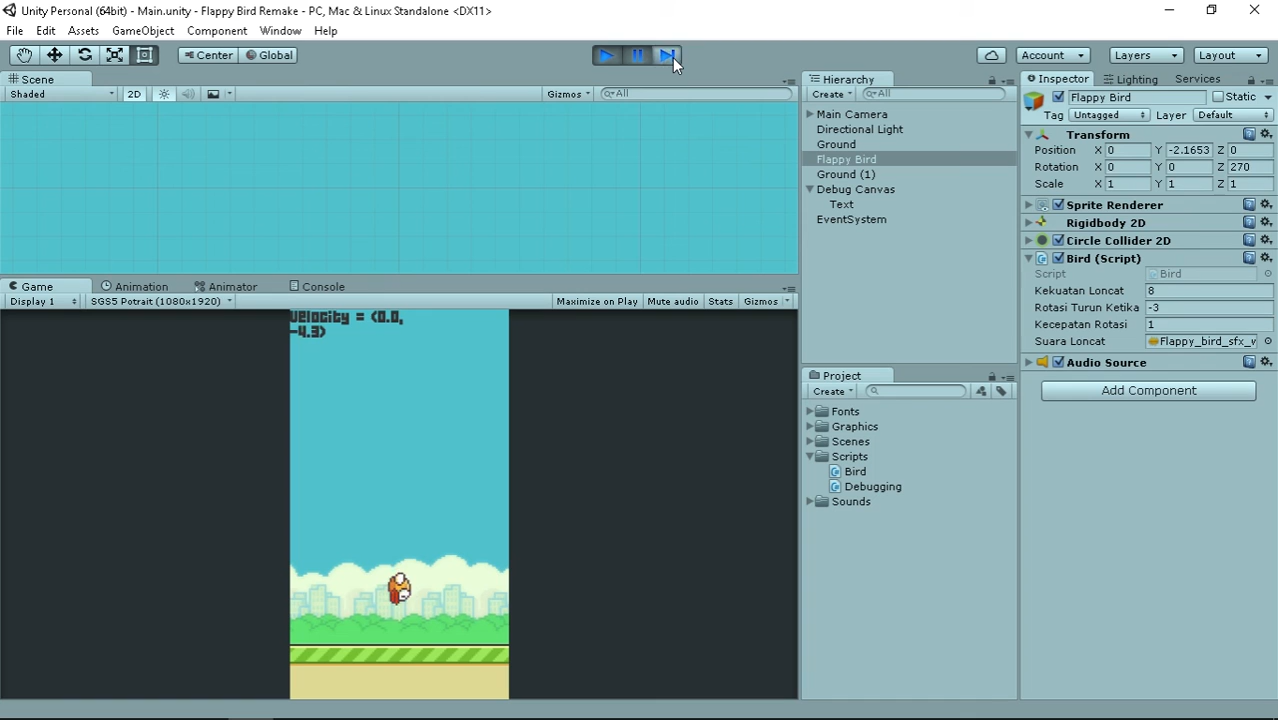 Unity Personal (64bit) - Main.unity - Flappy Bird Remake - PC, Mac & Linux Standalone <DX11>
File Edit Assets GameObject Component Window Help
Center Global Account Layers Layout
Scene
Shaded 2D Gizmos All
Game Animation Animator Console
Display 1 SGS5 Potrait (1080x1920) Maximize on Play Mute audio Stats Gizmos
Velocity = (0.0,
-4.3)
Hierarchy
Create All
Main Camera
Directional Light
Ground
Flappy Bird
Ground (1)
Debug Canvas
Text
EventSystem
Project
Create
Fonts
Graphics
Scenes
Scripts
Bird
Debugging
Sounds
Inspector Lighting Services
Flappy Bird Static
Tag Untagged Layer Default
Transform
Position X 0 Y -2.1653 Z 0
Rotation X 0 Y 0 Z 270
Scale X 1 Y 1 Z 1
Sprite Renderer
Rigidbody 2D
Circle Collider 2D
Bird (Script)
Script Bird
Kekuatan Loncat 8
Rotasi Turun Ketika -3
Kecepatan Rotasi 1
Suara Loncat Flappy_bird_sfx_v
Audio Source
Add Component